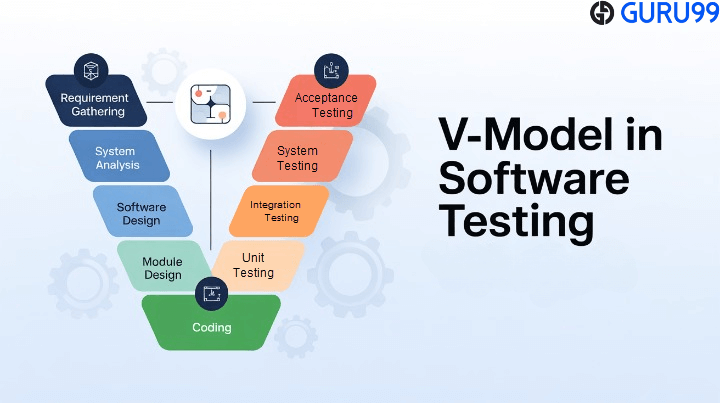 GURU99
Requirement
Gathering
Acceptance
Testing
System
Analysis
System
Testing
Software
Design
Integration
Testing
Module
Design
Unit
Testing
Coding
V-Model in
Software
Testing